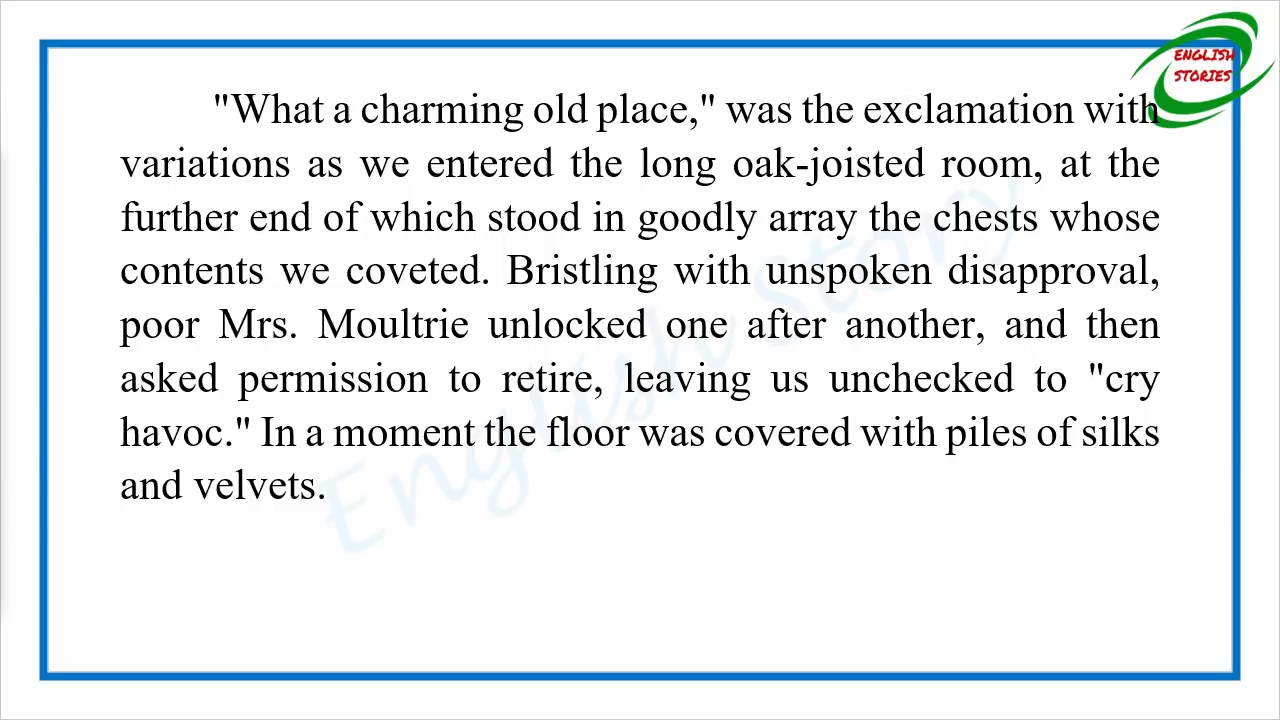 ENGLISH
STORIES
"What a charming old place," was the exclamation with
variations as we entered the long oak-joisted room, at the
further end of which stood in goodly array the chests whose
contents we coveted. Bristling with unspoken disapproval,
poor Mrs. Moultrie unlocked one after another, and then
asked permission to retire, leaving us unchecked to "cry
havoc." In a moment the floor was covered with piles of silks
and velvets.
English Story